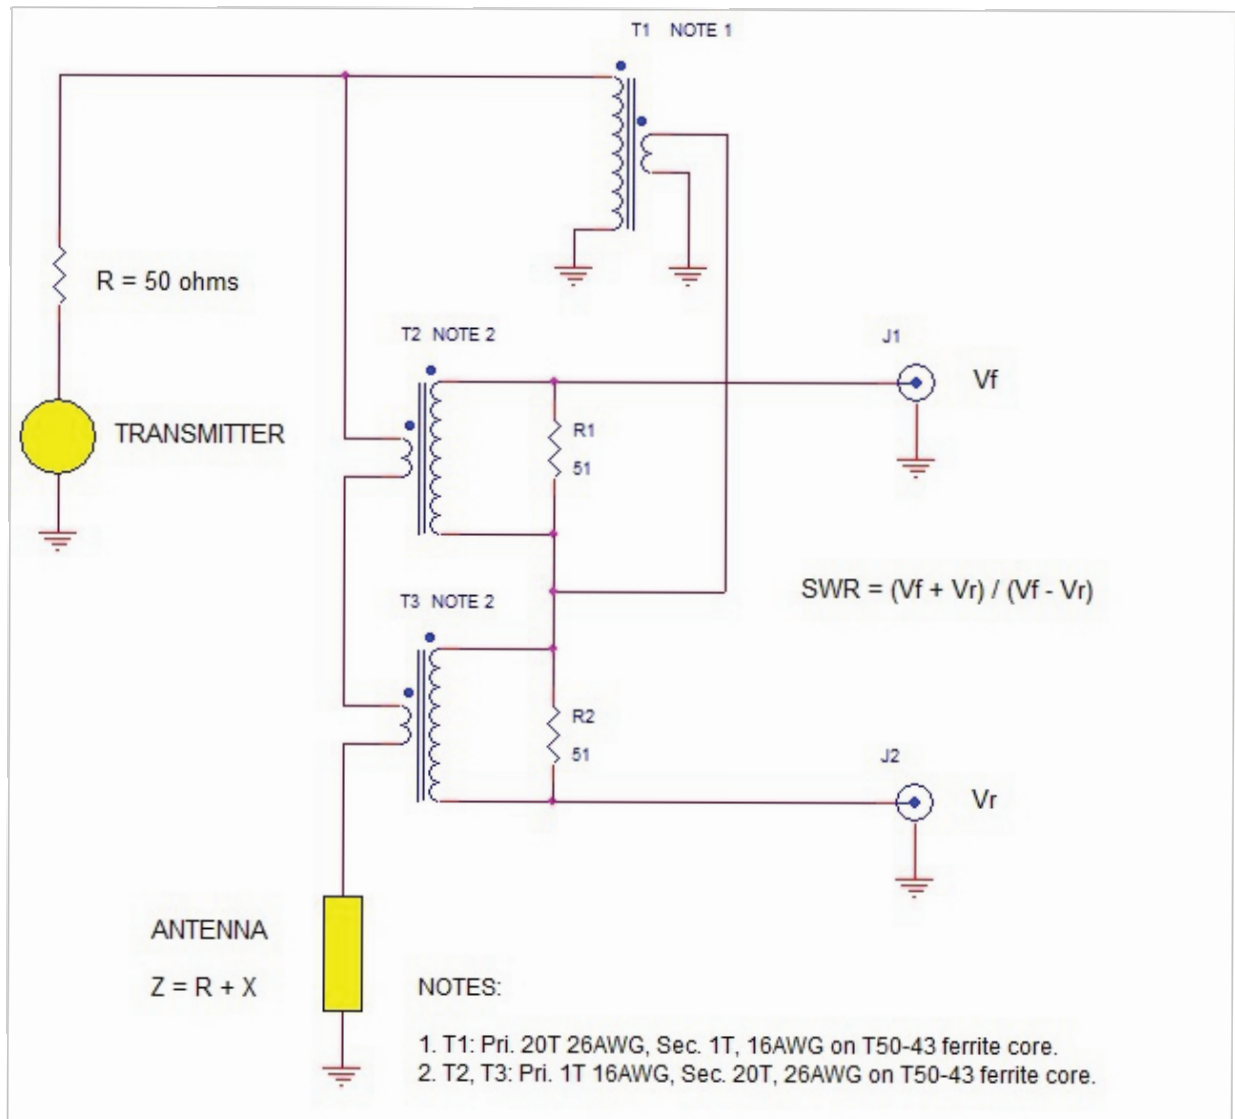 T1 NOTE 1
R = 50 ohms
T2 NOTE 2
J1
Vf
TRANSMITTER
R1
51
SWR = (Vf + Vr) / (Vf - Vr)
T3 NOTE 2
R2
51
J2
Vr
ANTENNA
Z = R + X
NOTES:
1. T1: Pri. 20T 26AWG, Sec. 1T, 16AWG on T50-43 ferrite core.
2. T2, T3: Pri. 1T 16AWG, Sec. 20T, 26AWG on T50-43 ferrite core.